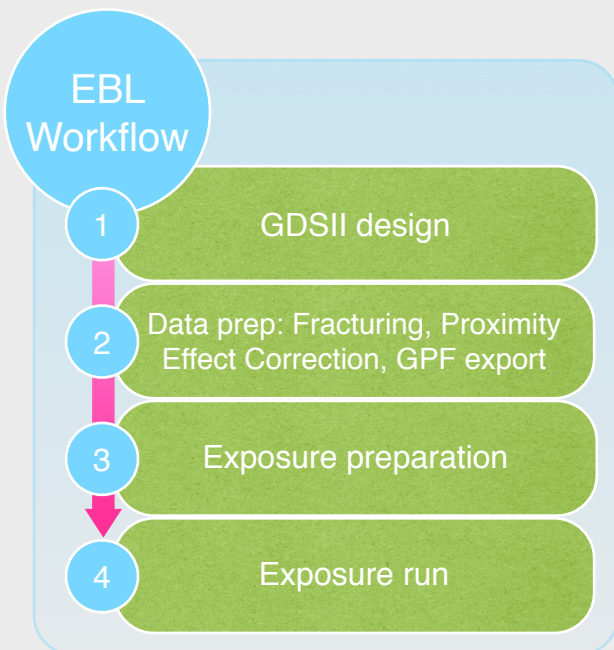 EBL
Workflow
1
GDSII design
2
Data prep: Fracturing, Proximity
Effect Correction, GPF export
3
Exposure preparation
4
Exposure run